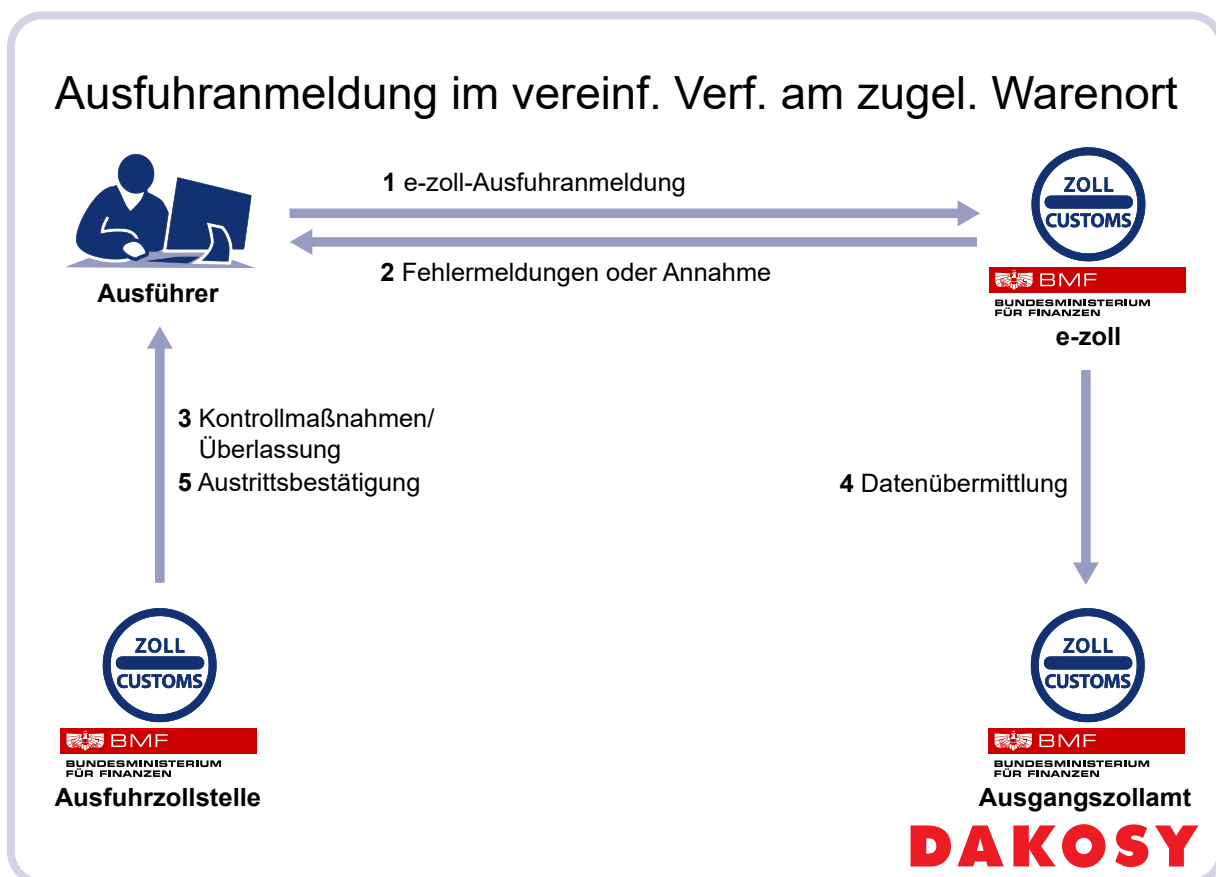 Ausfuhranmeldung im vereinf. Verf. am zugel. Warenort
1 e-zoll-Ausfuhranmeldung
ZOLL
CUSTOMS
2 Fehlermeldungen oder Annahme
Ausführer
BMF
BUNDESMINISTERIUM
FÜR FINANZEN
e-zoll
3 Kontrollmaßnahmen/
Überlassung
5 Austrittsbestätigung
4 Datenübermittlung
ZOLL
CUSTOMS
BMF
BUNDESMINISTERIUM
FÜR FINANZEN
Ausfuhrzollstelle
ZOLL
CUSTOMS
BMF
BUNDESMINISTERIUM
FÜR FINANZEN
Ausgangszollamt
DAKOSY